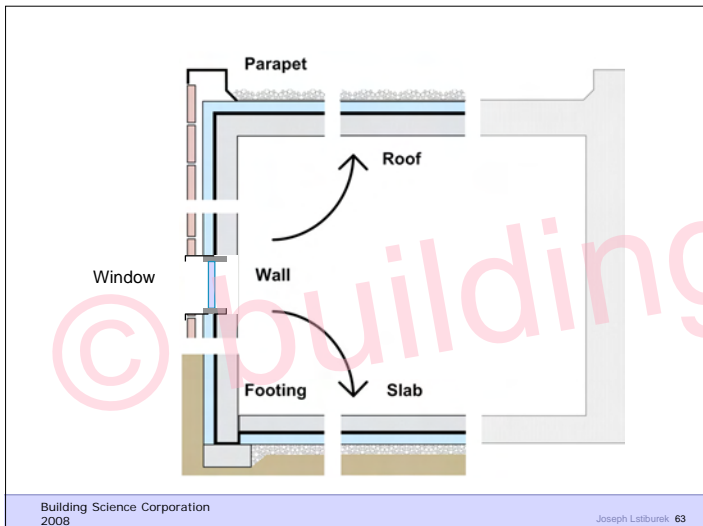 Parapet
Roof
Window
Wall
Footing
Slab
© building
Building Science Corporation
2008
Joseph Lstiburek 63